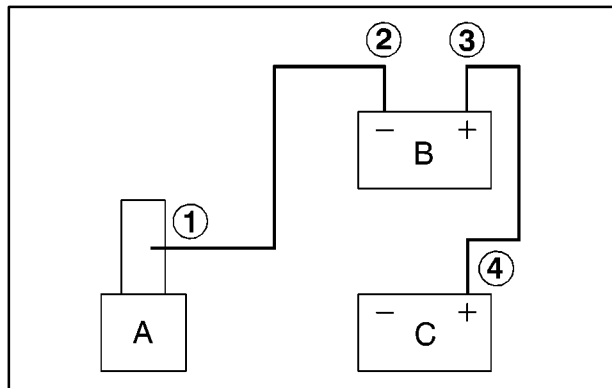 ② ③
− +
B
①
④
A
− +
C